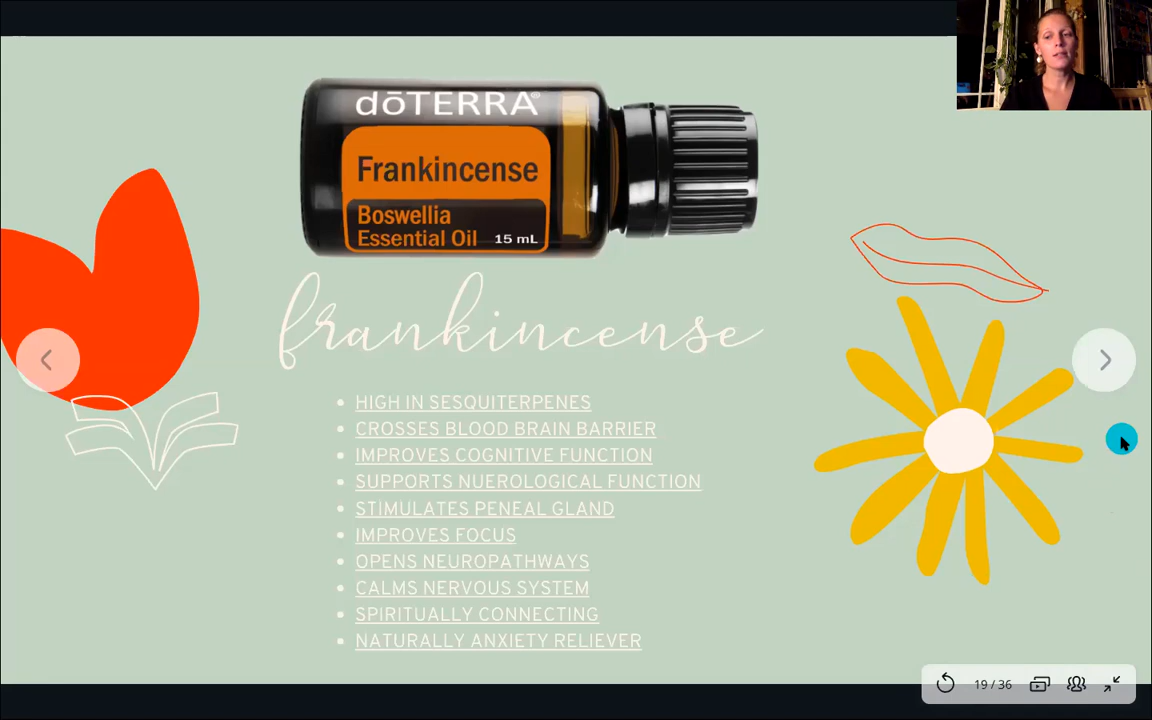 dōTERRA®
Frankincense
Boswellia
Essential Oil 15 mL
frankincense
HIGH IN SESQUITERPENES
CROSSES BLOOD BRAIN BARRIER
IMPROVES COGNITIVE FUNCTION
SUPPORTS NUEROLOGICAL FUNCTION
STIMULATES PENEAL GLAND
IMPROVES FOCUS
OPENS NEUROPATHWAYS
CALMS NERVOUS SYSTEM
SPIRITUALLY CONNECTING
NATURALLY ANXIETY RELIEVER
19 / 36